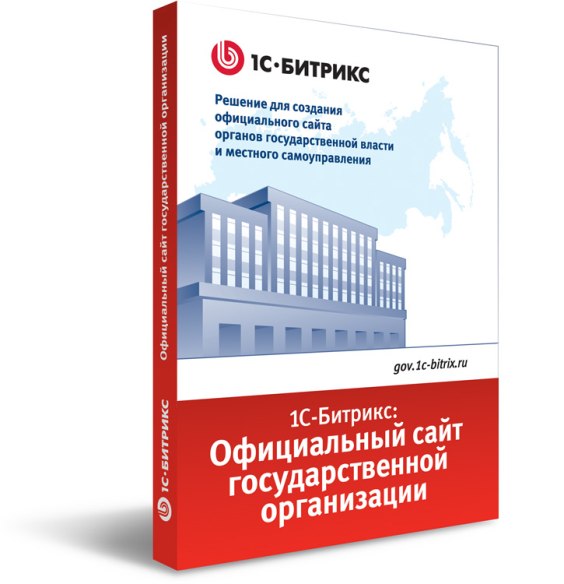 1С·БИТРИКС
Решение для создания
официального сайта
органов государственной власти
и местного самоуправления
gov.1c-bitrix.ru
1С-Битрикс:
Официальный сайт
государственной
организации
Официальный сайт государственной организации
1С·БИТРИКС